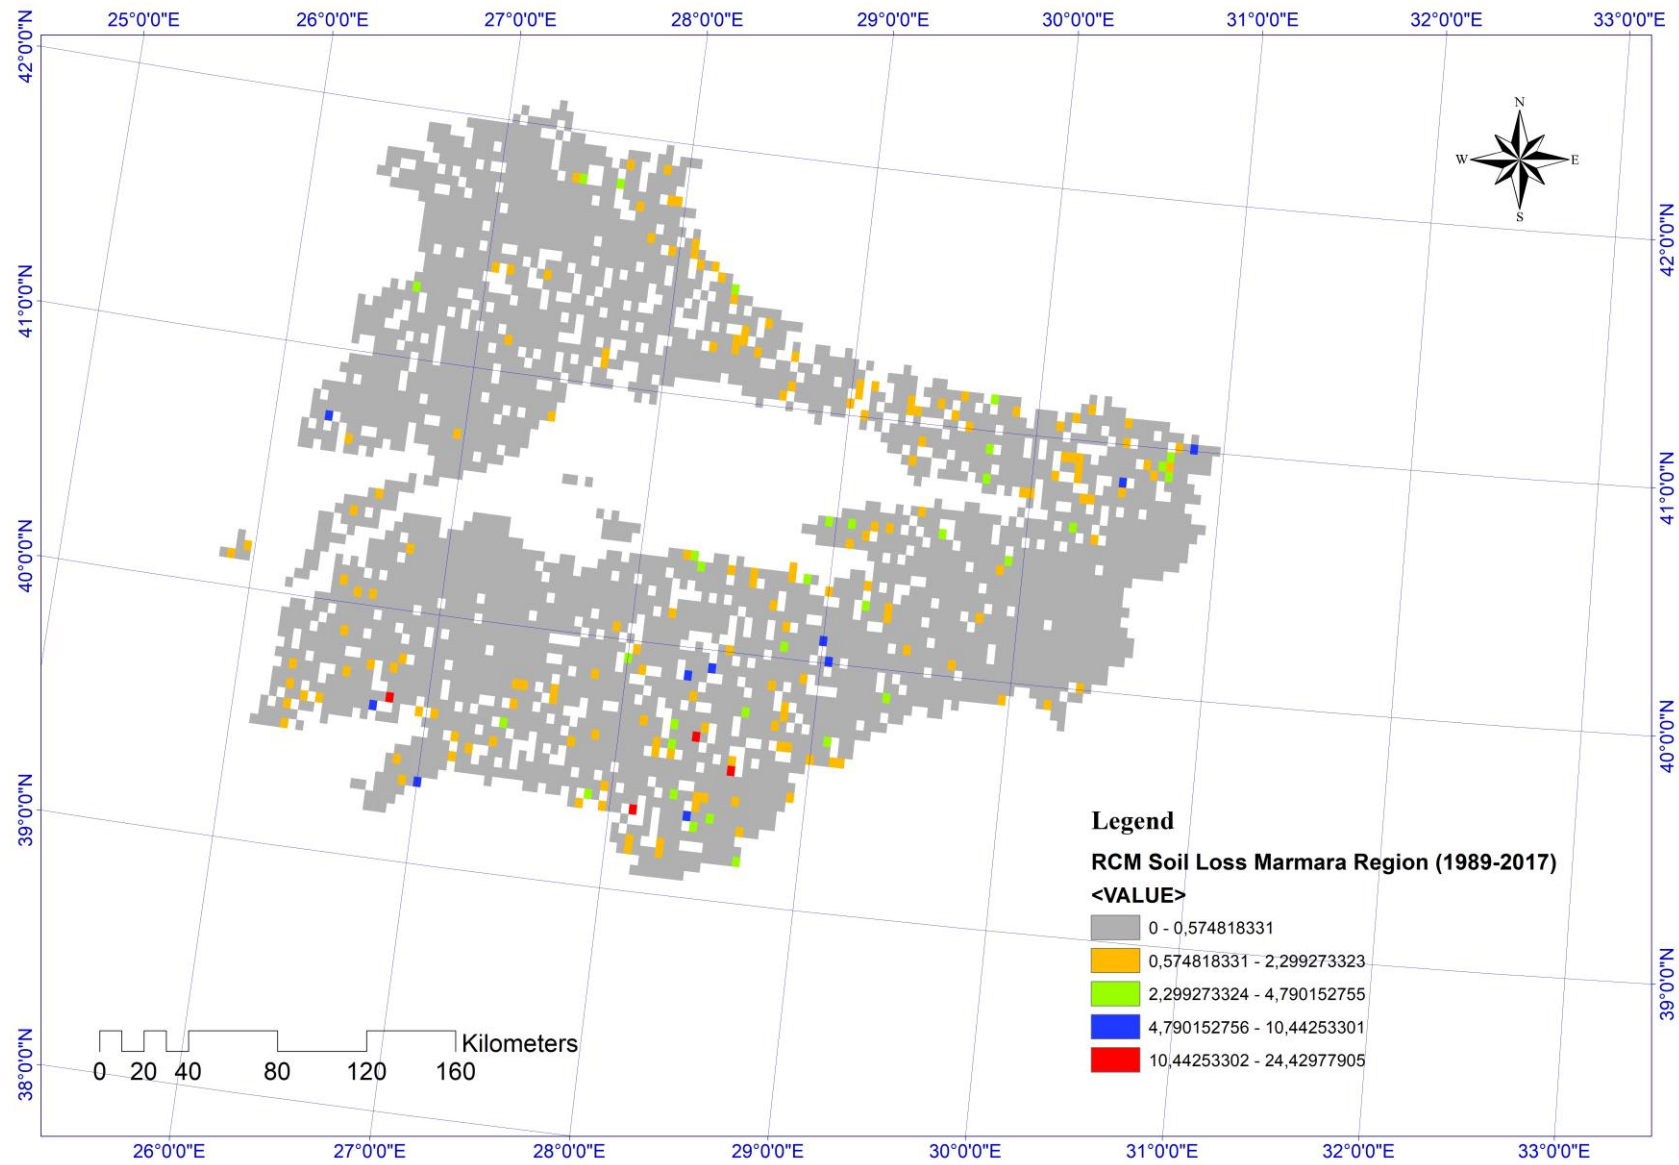 25°0'0"E 26°0'0"E 27°0'0"E 28°0'0"E 29°0'0"E 30°0'0"E 31°0'0"E 32°0'0"E 33°0'0"E
42°0'0"N
41°0'0"N
40°0'0"N
39°0'0"N
38°0'0"N
N
W E
S
42°0'0"N
41°0'0"N
40°0'0"N
39°0'0"N
Legend
RCM Soil Loss Marmara Region (1989-2017)
<VALUE>
0 - 0,574818331
0,574818331 - 2,299273323
2,299273324 - 4,790152755
4,790152756 - 10,44253301
10,44253302 - 24,42977905
Kilometers
0 20 40 80 120 160
26°0'0"E 27°0'0"E 28°0'0"E 29°0'0"E 30°0'0"E 31°0'0"E 32°0'0"E 33°0'0"E